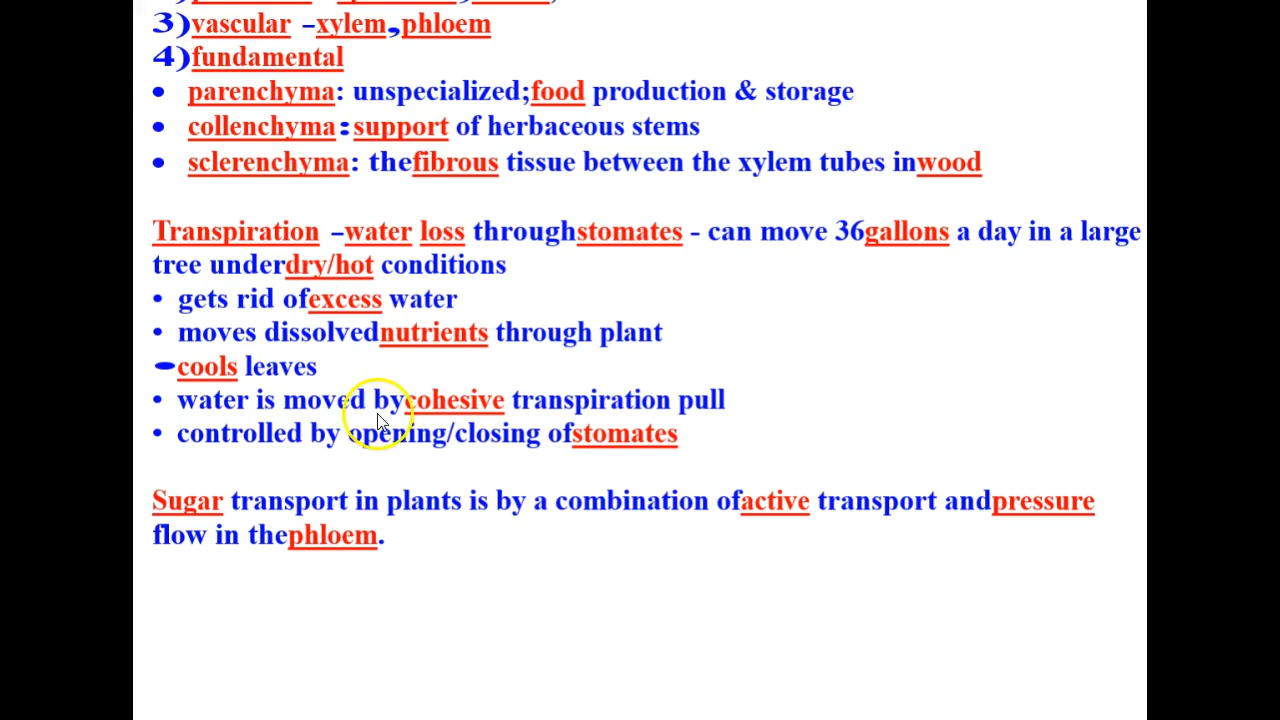 3)vascular –xylem,phloem
4)fundamental
• parenchyma: unspecialized;food production & storage
• collenchyma:support of herbaceous stems
• sclerenchyma: thefibrous tissue between the xylem tubes inwood
Transpiration –water loss throughstomates - can move 36gallons a day in a large
tree underdry/hot conditions
• gets rid ofexcess water
• moves dissolvednutrients through plant
•cools leaves
• water is moved bycohesive transpiration pull
• controlled by opening/closing ofstomates
Sugar transport in plants is by a combination ofactive transport andpressure
flow in thephloem.